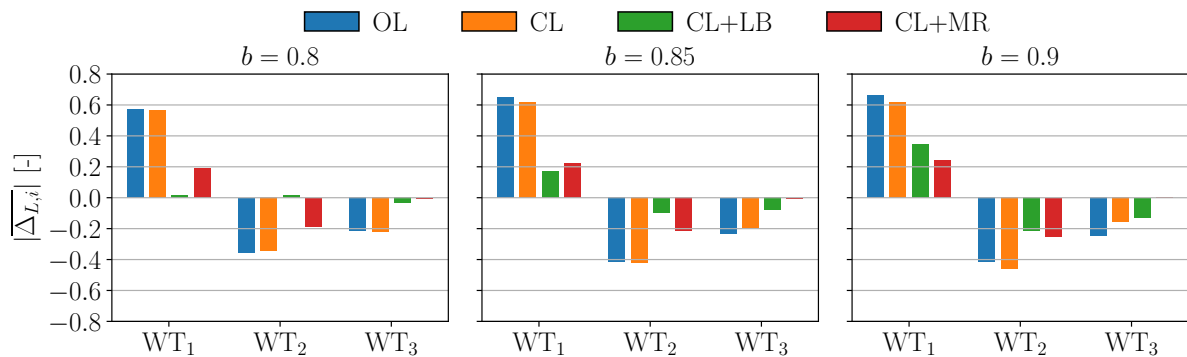 OL CL CL+LB CL+MR
b = 0.8 b = 0.85 b = 0.9
|Δ_{L,i}| [-]
0.8
0.6
0.4
0.2
0.0
−0.2
−0.4
−0.6
−0.8
WT₁ WT₂ WT₃ WT₁ WT₂ WT₃ WT₁ WT₂ WT₃